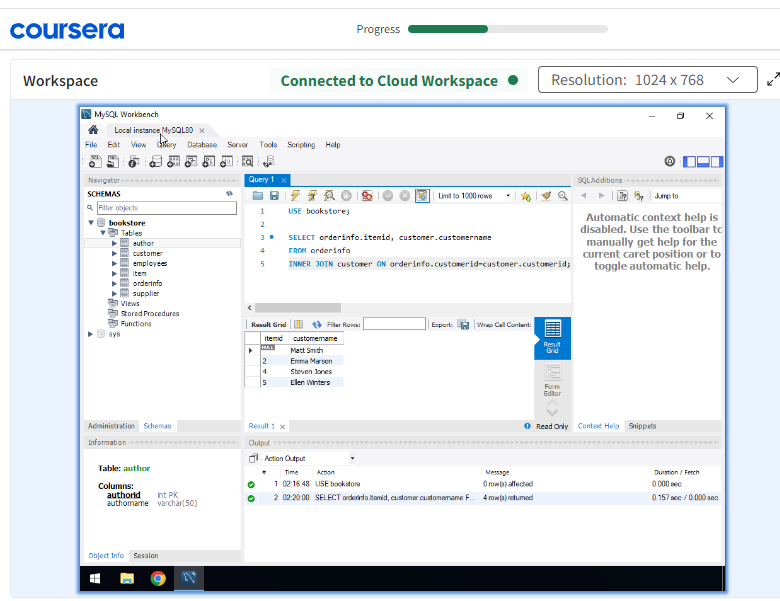 coursera
Progress
Workspace
Connected to Cloud Workspace
Resolution: 1024 x 768
MySQL Workbench
Local instance MySQL80
File Edit View Query Database Server Tools Scripting Help
Navigator
SCHEMAS
Filter objects
bookstore
Tables
author
customer
employees
item
orderinfo
supplier
Views
Stored Procedures
Functions
sys
Administration Schemas
Information
Table: author
Columns:
authorid int PK
authorname varchar(50)
Object Info Session
Query 1
Limit to 1000 rows
1 USE bookstore;
2
3 SELECT orderinfo.itemid, customer.customername
4 FROM orderinfo
5 INNER JOIN customer ON orderinfo.customerid=customer.customerid;
Result Grid Filter Rows: Export: Wrap Cell Content:
itemid customername
NULL Matt Smith
2 Emma Marson
4 Steven Jones
5 Ellen Winters
Result Grid
Form Editor
Result 1
Read Only
SQLAdditions
Jump to
Automatic context help is
disabled. Use the toolbar to
manually get help for the
current caret position or to
toggle automatic help.
Context Help Snippets
Output
Action Output
# Time Action Message Duration / Fetch
1 02:16:48 USE bookstore 0 row(s) affected 0.000 sec
2 02:20:00 SELECT orderinfo.itemid, customer.customername F... 4 row(s) returned 0.157 sec / 0.000 sec